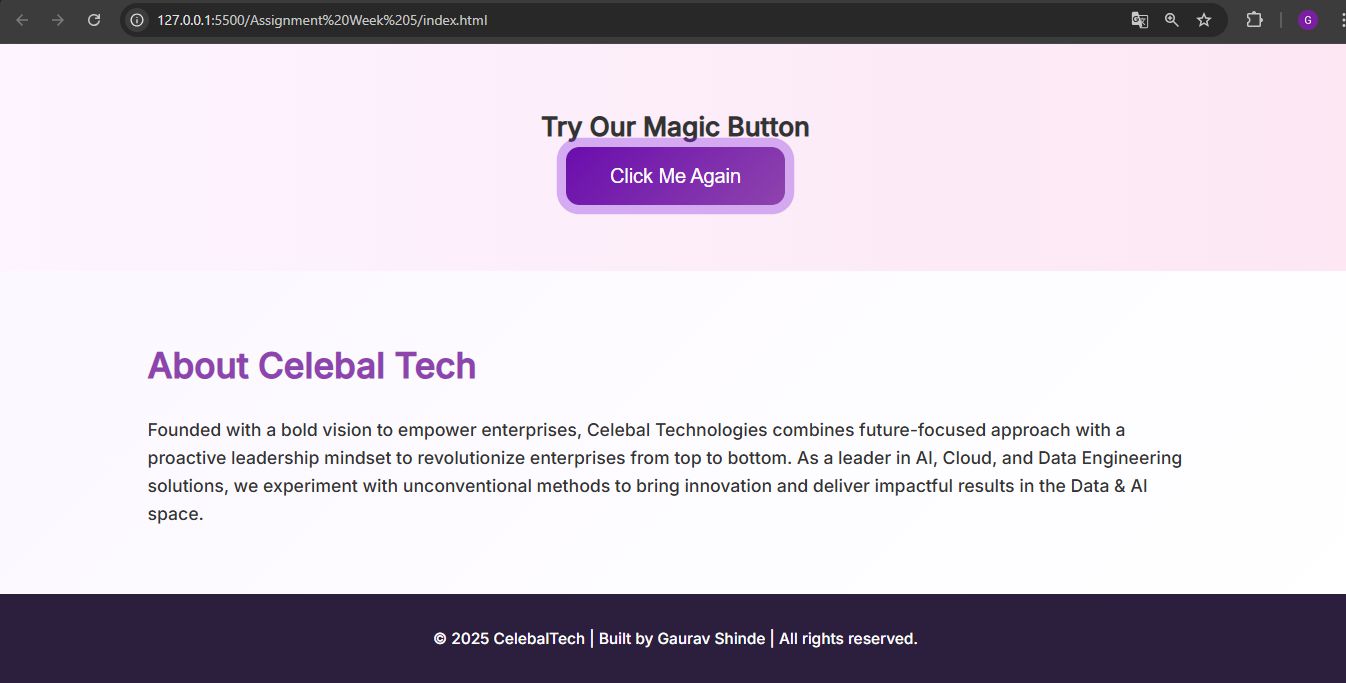 127.0.0.1:5500/Assignment%20Week%205/index.html
G
Try Our Magic Button
Click Me Again
About Celebal Tech
Founded with a bold vision to empower enterprises, Celebal Technologies combines future-focused approach with a
proactive leadership mindset to revolutionize enterprises from top to bottom. As a leader in AI, Cloud, and Data Engineering
solutions, we experiment with unconventional methods to bring innovation and deliver impactful results in the Data & AI
space.
© 2025 CelebalTech | Built by Gaurav Shinde | All rights reserved.